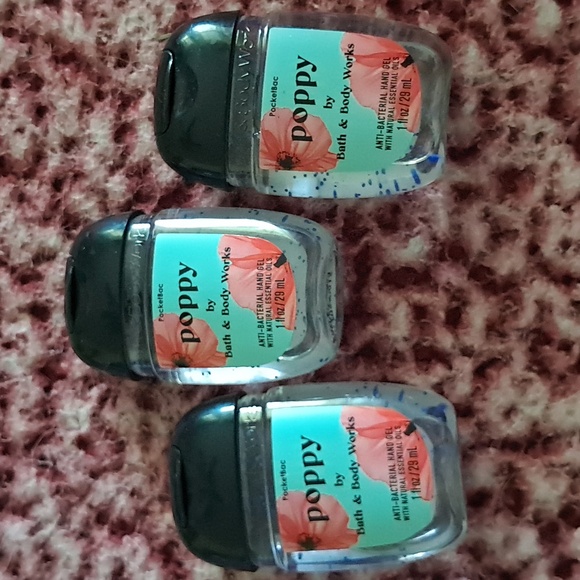 PocketBac
poppy
by
Bath & Body Works
ANTI-BACTERIAL HAND GEL
WITH NATURAL ESSENTIAL OILS
1 fl oz/29 mL
PocketBac
poppy
by
Bath & Body Works
ANTI-BACTERIAL HAND GEL
WITH NATURAL ESSENTIAL OILS
1 fl oz/29 mL
PocketBac
poppy
by
Bath & Body Works
ANTI-BACTERIAL HAND GEL
WITH NATURAL ESSENTIAL OILS
1 fl oz/29 mL